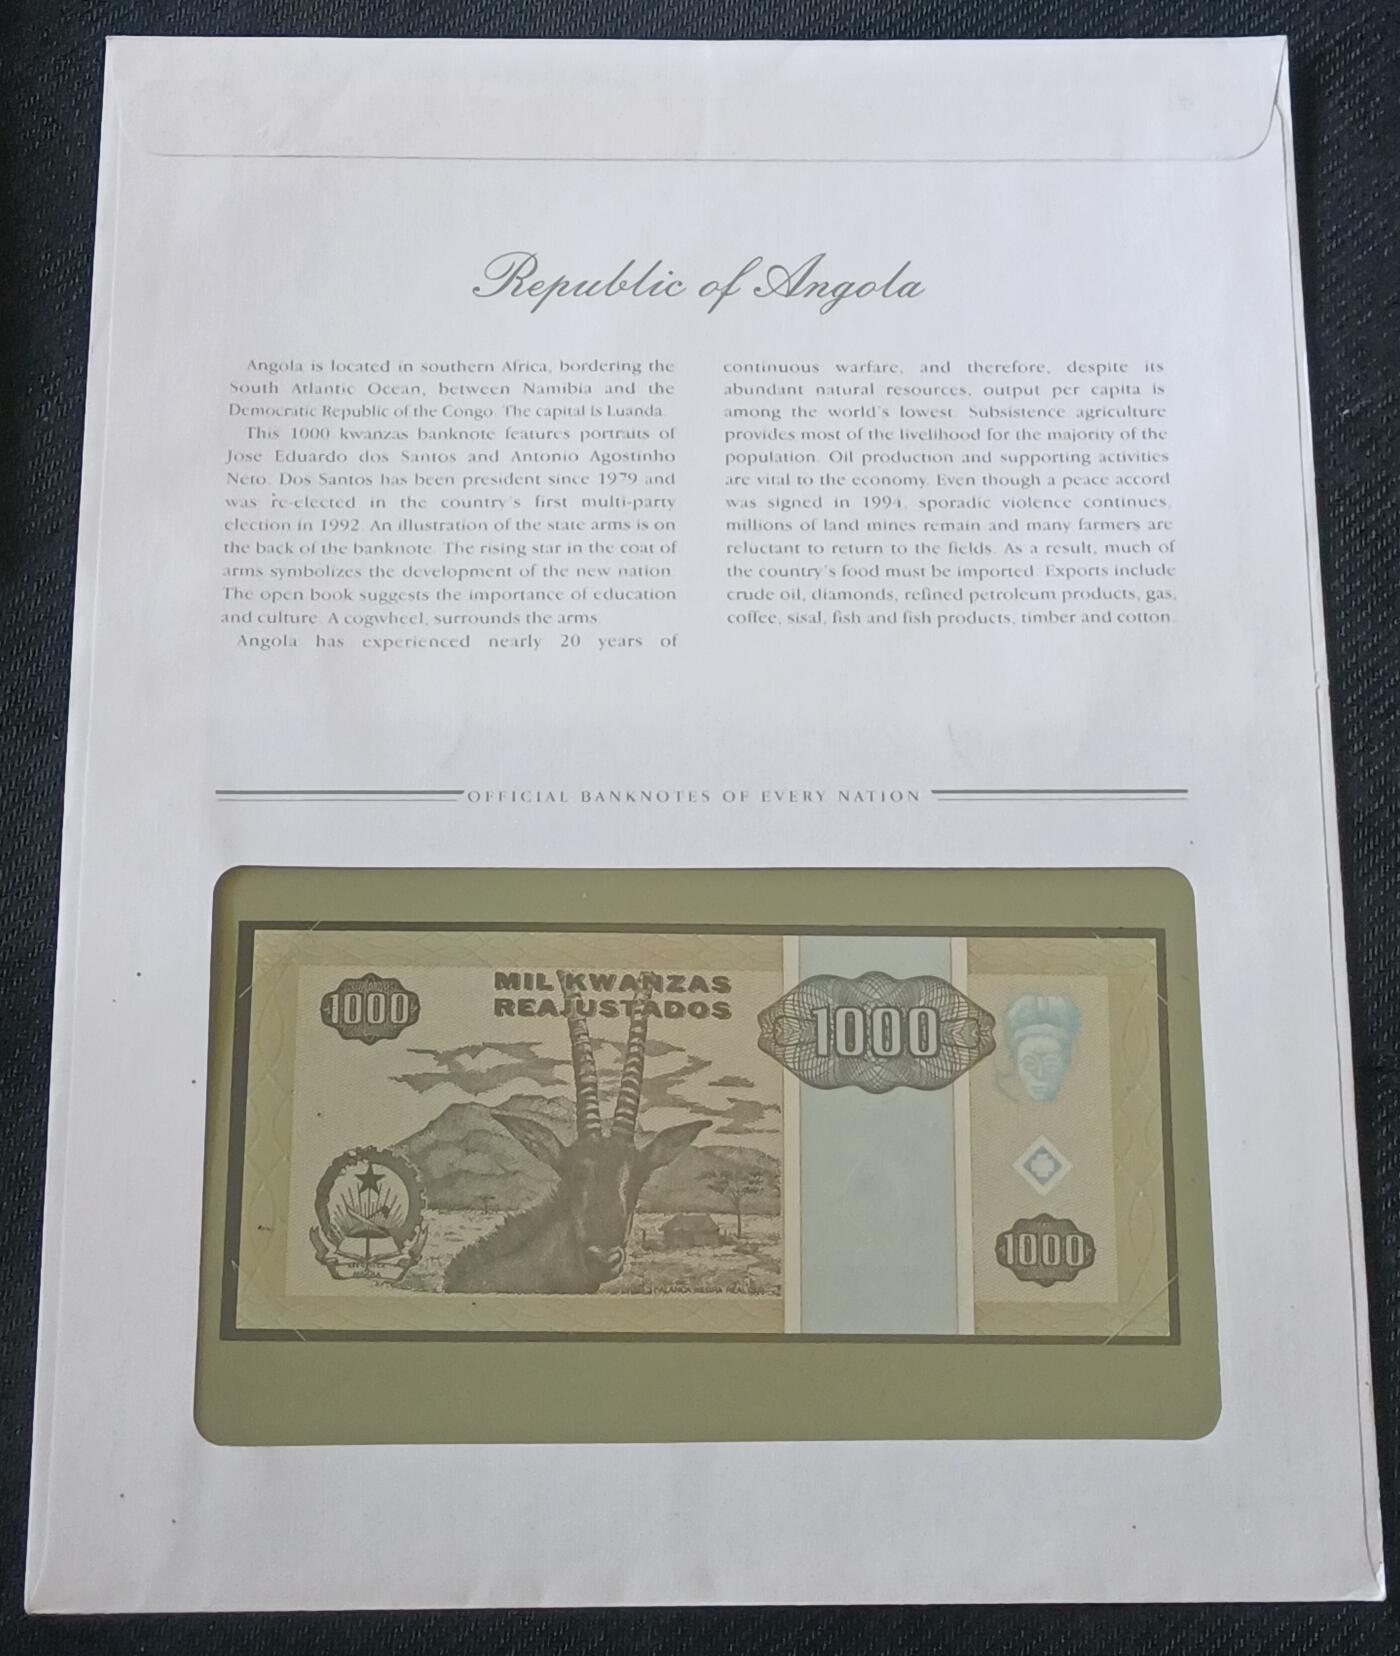 Republic of Angola
Angola is located in southern Africa, bordering the
South Atlantic Ocean, between Namibia and the
Democratic Republic of the Congo. The capital is Luanda.
This 1000 kwanzas banknote features portraits of
Jose Eduardo dos Santos and Antonio Agostinho
Neto. Dos Santos has been president since 1979 and
was re-elected in the country's first multi-party
election in 1992. An illustration of the state arms is on
the back of the banknote. The rising star in the coat of
arms symbolizes the development of the new nation.
The open book suggests the importance of education
and culture. A cogwheel, surrounds the arms.
Angola has experienced nearly 20 years of
continuous warfare, and therefore, despite its
abundant natural resources, output per capita is
among the world's lowest. Subsistence agriculture
provides most of the livelihood for the majority of the
population. Oil production and supporting activities
are vital to the economy. Even though a peace accord
was signed in 1994, sporadic violence continues,
millions of land mines remain and many farmers are
reluctant to return to the fields. As a result, much of
the country's food must be imported. Exports include
crude oil, diamonds, refined petroleum products, gas,
coffee, sisal, fish and fish products, timber and cotton.
OFFICIAL BANKNOTES OF EVERY NATION
1000
MIL KWANZAS
REAJUSTADOS
1000
1000
PALANCA NEGRA REAL
ANGOLA